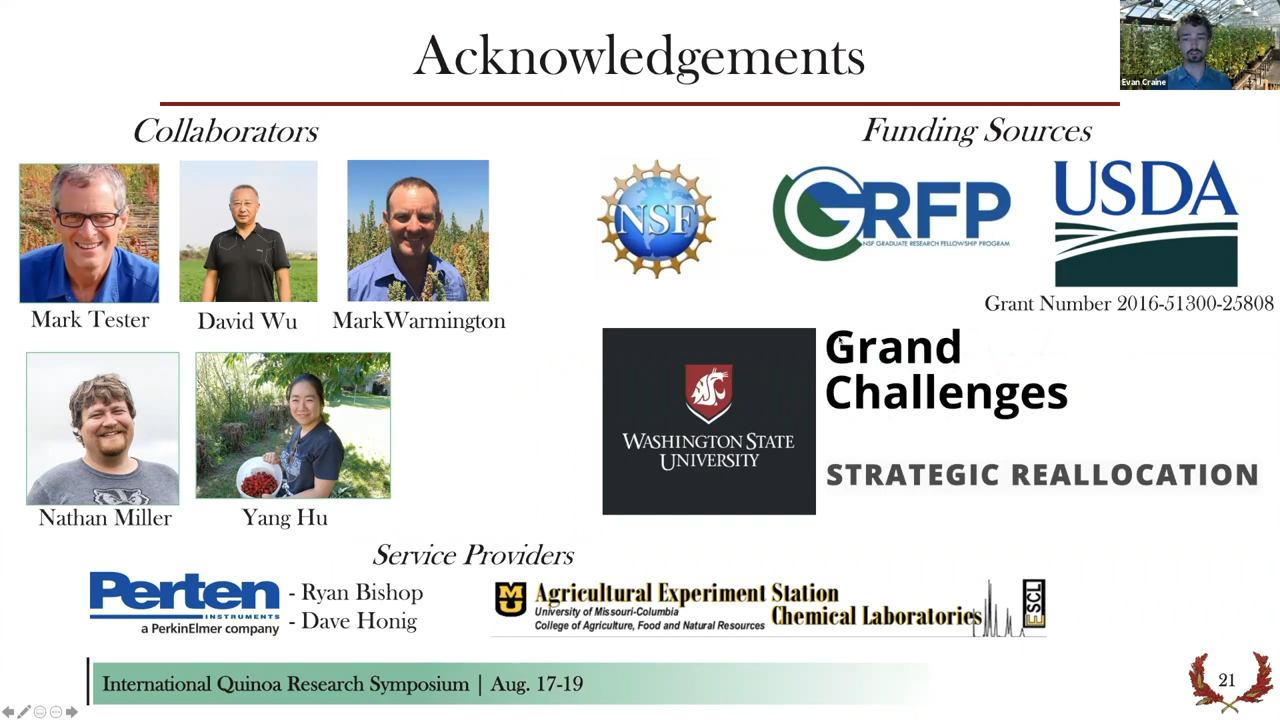 Acknowledgements
Evan Craine
Collaborators
Funding Sources
Mark Tester
David Wu
MarkWarmington
NSF
GRFP
NSF GRADUATE RESEARCH FELLOWSHIP PROGRAM
USDA
Grant Number 2016-51300-25808
Nathan Miller
Yang Hu
WASHINGTON STATE
UNIVERSITY
Grand
Challenges
STRATEGIC REALLOCATION
Service Providers
Perten
INSTRUMENTS
a PerkinElmer company
- Ryan Bishop
- Dave Honig
MU
Agricultural Experiment Station
University of Missouri-Columbia
College of Agriculture, Food and Natural Resources
Chemical Laboratories
ESCL
International Quinoa Research Symposium | Aug. 17-19
21